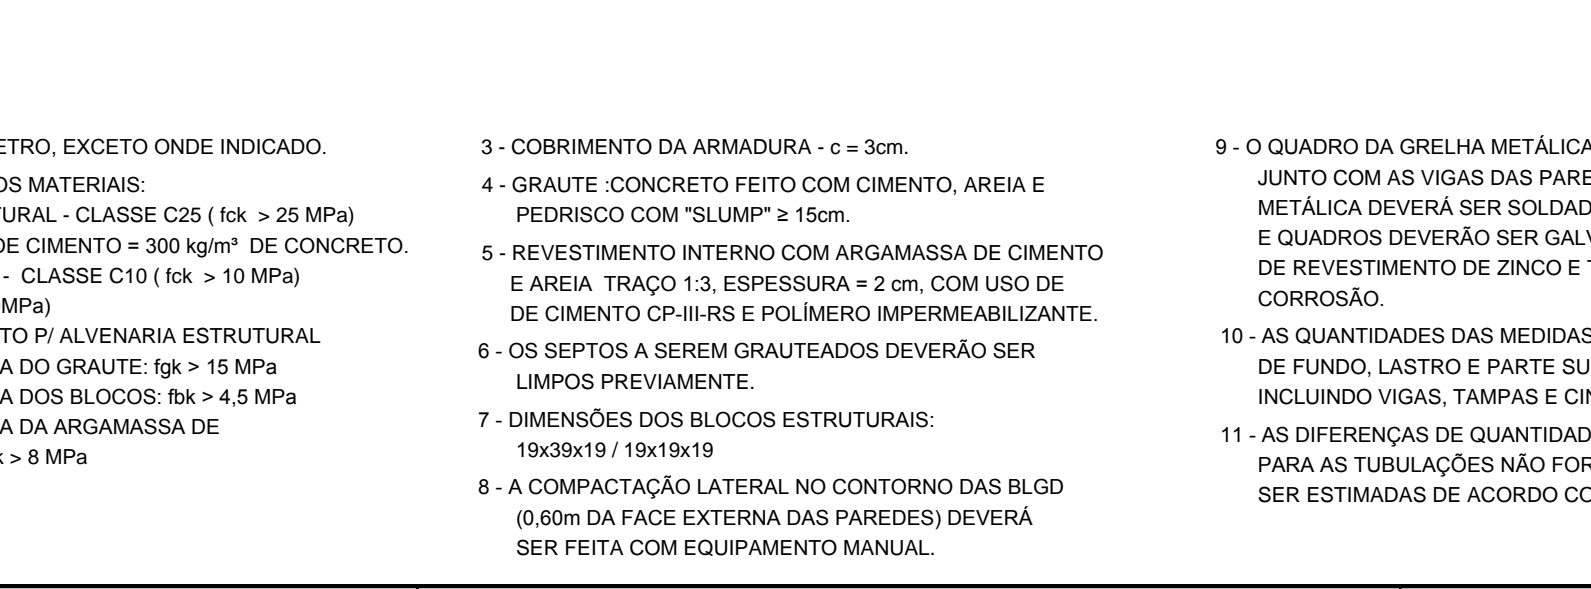 ETRO, EXCETO ONDE INDICADO.
OS MATERIAIS:
TURAL - CLASSE C25 ( fck > 25 MPa)
DE CIMENTO = 300 kg/m³ DE CONCRETO.
- CLASSE C10 ( fck > 10 MPa)
MPa)
TO P/ ALVENARIA ESTRUTURAL
A DO GRAUTE: fgk > 15 MPa
A DOS BLOCOS: fbk > 4,5 MPa
A DA ARGAMASSA DE
k > 8 MPa
3 - COBRIMENTO DA ARMADURA - c = 3cm.
4 - GRAUTE :CONCRETO FEITO COM CIMENTO, AREIA E
PEDRISCO COM "SLUMP" ≥ 15cm.
5 - REVESTIMENTO INTERNO COM ARGAMASSA DE CIMENTO
E AREIA TRAÇO 1:3, ESPESSURA = 2 cm, COM USO DE
DE CIMENTO CP-III-RS E POLÍMERO IMPERMEABILIZANTE.
6 - OS SEPTOS A SEREM GRAUTEADOS DEVERÃO SER
LIMPOS PREVIAMENTE.
7 - DIMENSÕES DOS BLOCOS ESTRUTURAIS:
19x39x19 / 19x19x19
8 - A COMPACTAÇÃO LATERAL NO CONTORNO DAS BLGD
(0,60m DA FACE EXTERNA DAS PAREDES) DEVERÁ
SER FEITA COM EQUIPAMENTO MANUAL.
9 - O QUADRO DA GRELHA METÁLICA
JUNTO COM AS VIGAS DAS PARE
METÁLICA DEVERÁ SER SOLDAD
E QUADROS DEVERÃO SER GALV
DE REVESTIMENTO DE ZINCO E T
CORROSÃO.
10 - AS QUANTIDADES DAS MEDIDAS
DE FUNDO, LASTRO E PARTE SU
INCLUINDO VIGAS, TAMPAS E CIN
11 - AS DIFERENÇAS DE QUANTIDAD
PARA AS TUBULAÇÕES NÃO FOR
SER ESTIMADAS DE ACORDO CO